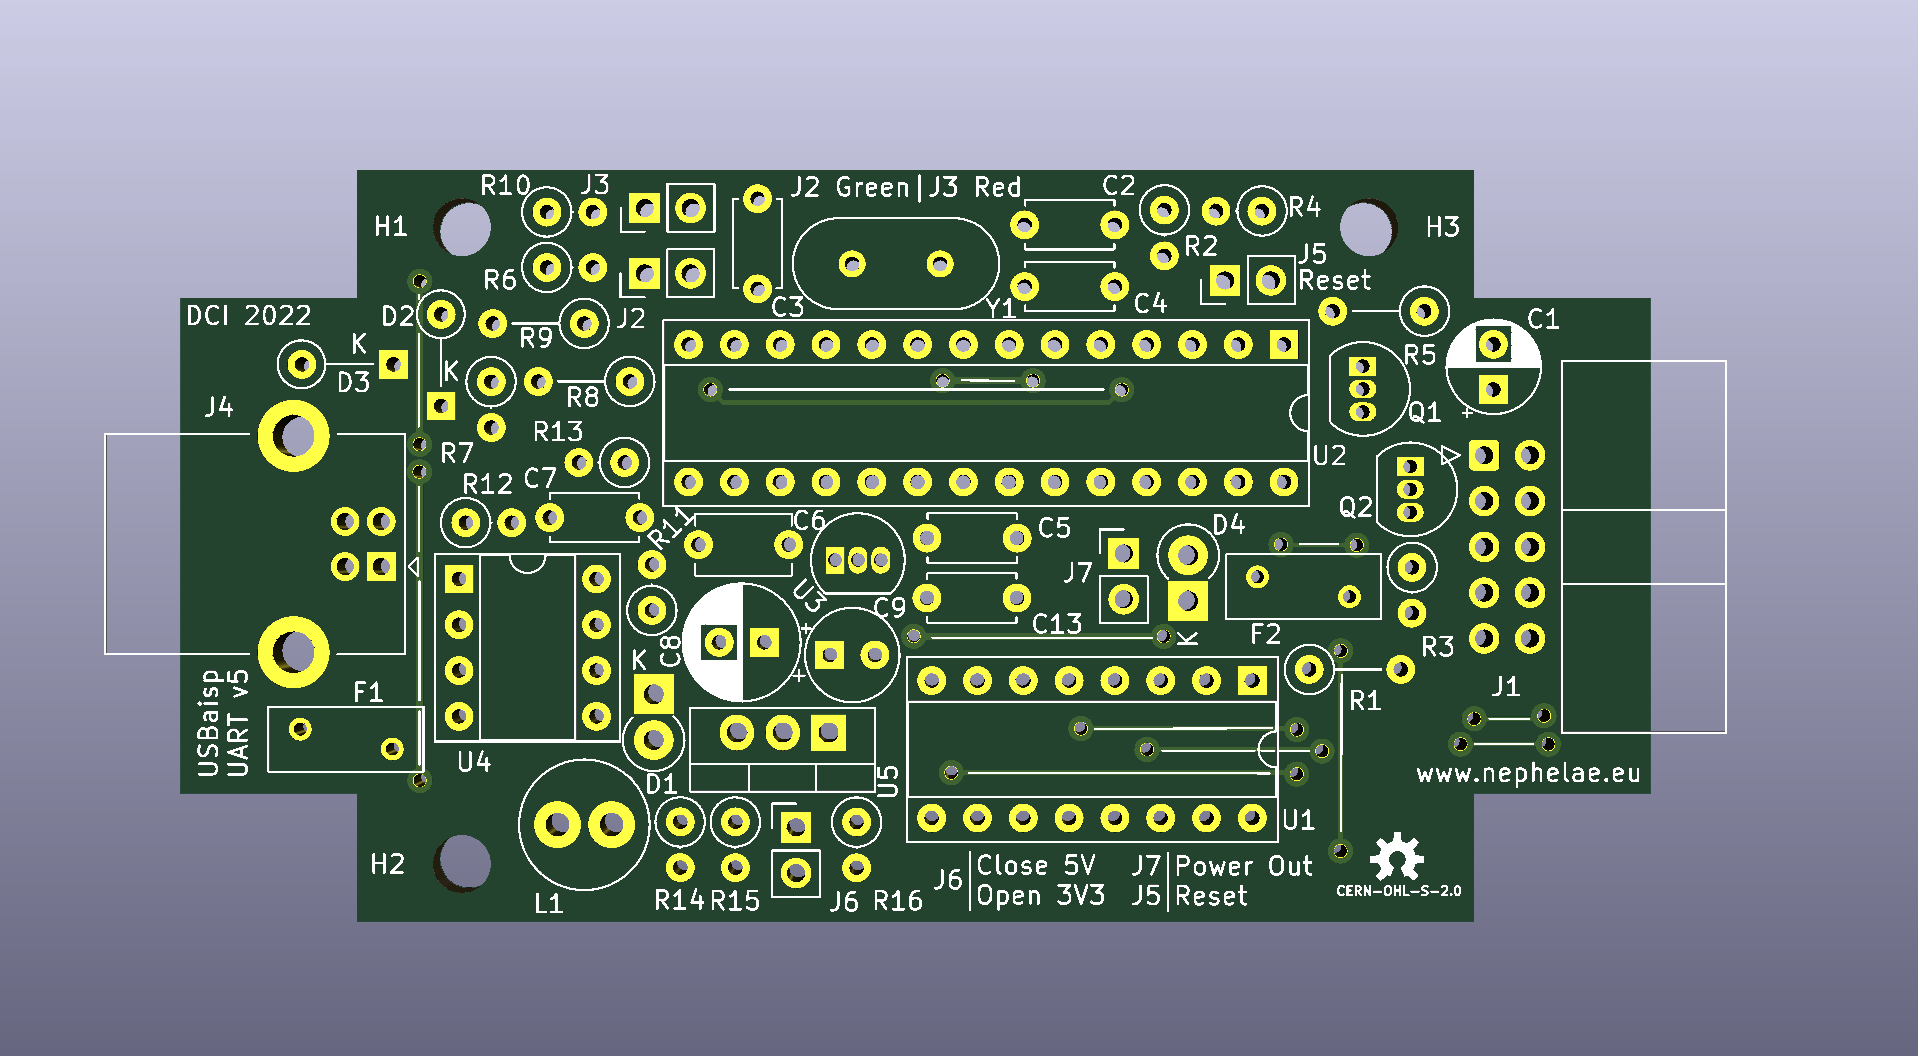 R10
J3
J2 Green|J3 Red
C2
R4
H1
H3
R6
R2
J5
Reset
DCI 2022
D2
J2
C3
Y1
C4
C1
K
R9
D3
K
R8
R5
J4
Q1
R13
R7
U2
R12
C7
Q2
R11
C6
C5
D4
J7
U3
C9
C13
K
F2
R3
C8
K
USBaisp
UART v5
F1
R1
J1
U4
D1
U5
www.nephelae.eu
U1
H2
L1
R14
R15
J6
R16
J6
Close 5V
Open 3V3
J7
J5
Power Out
Reset
CERN-OHL-S-2.0